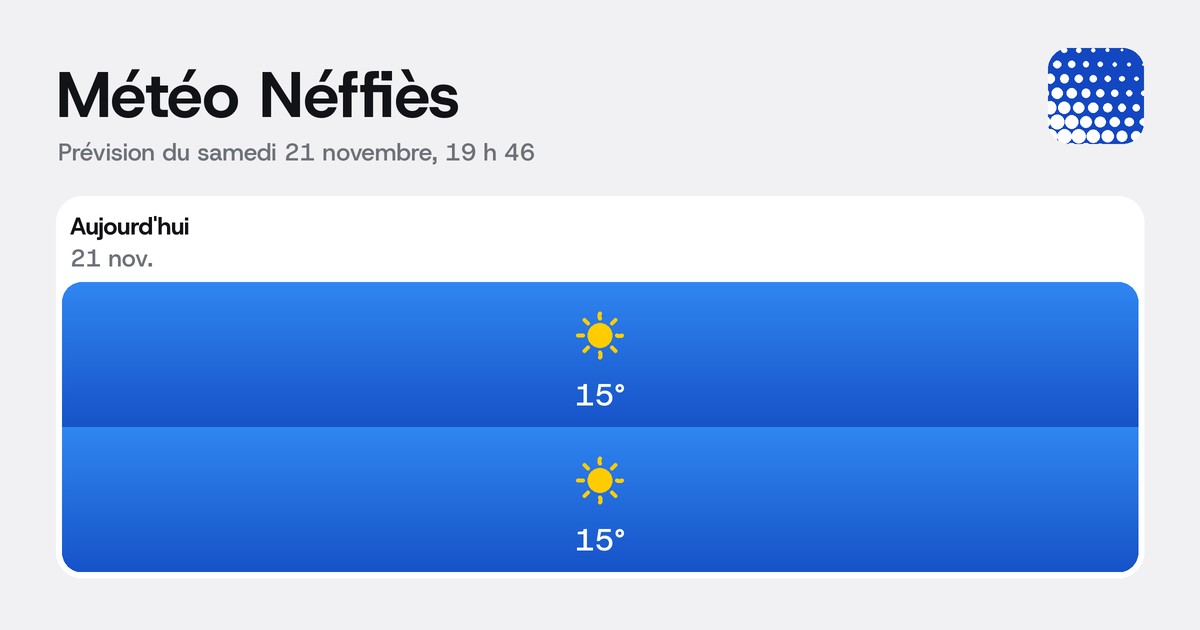 Météo Néffiès
Prévision du samedi 21 novembre, 19 h 46
Aujourd'hui
21 nov.
15°
15°